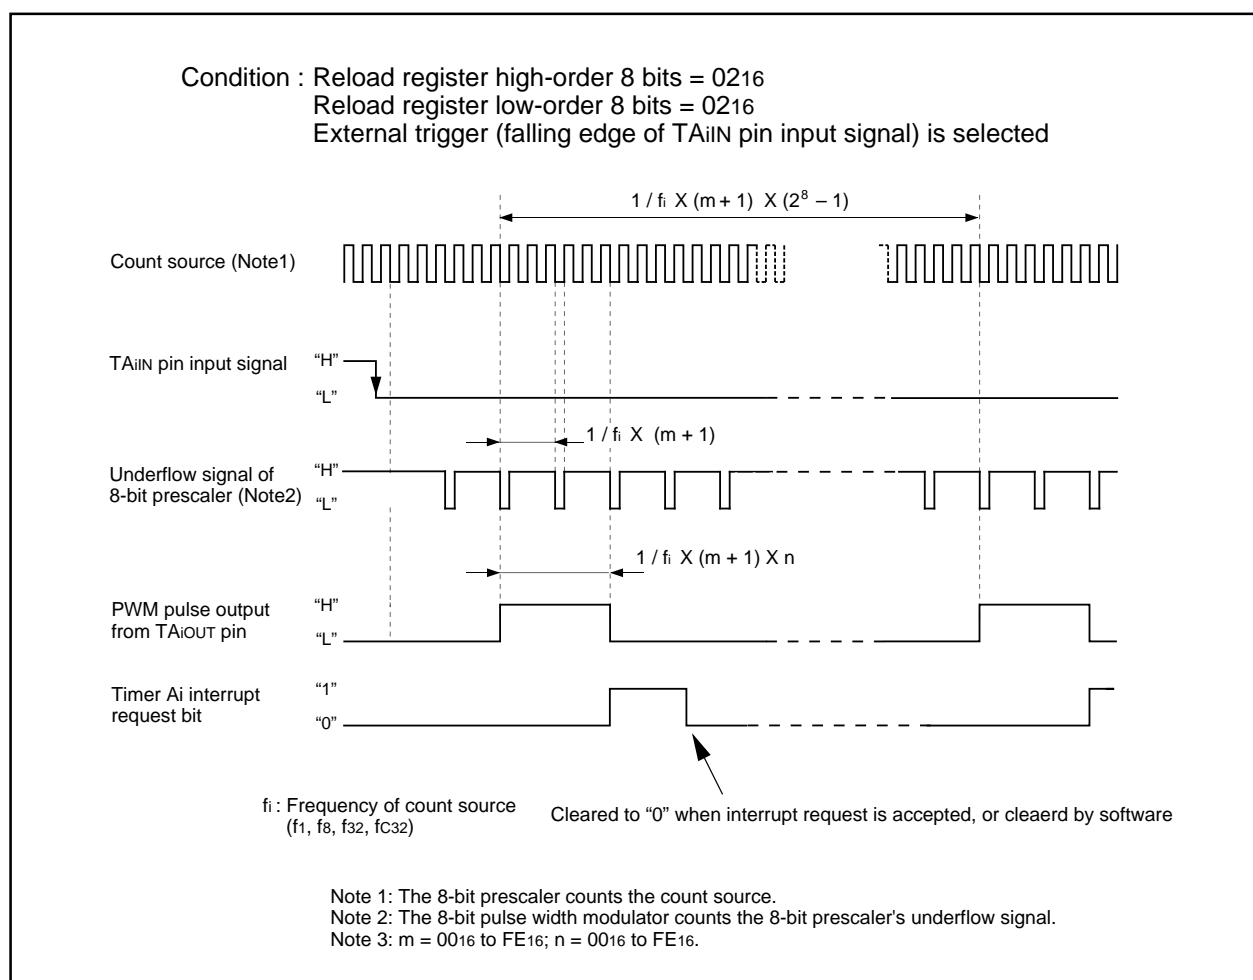 Condition : Reload register high-order 8 bits = 0216
Reload register low-order 8 bits = 0216
External trigger (falling edge of TAiIN pin input signal) is selected
1 / fi X (m + 1) X (2⁸ – 1)
Count source (Note1)
TAiIN pin input signal
“H”
“L”
1 / fi X (m + 1)
Underflow signal of
8-bit prescaler (Note2)
“H”
“L”
1 / fi X (m + 1) X n
PWM pulse output
from TAiOUT pin
“H”
“L”
Timer Ai interrupt
request bit
“1”
“0”
fi : Frequency of count source
(f1, f8, f32, fC32)
Cleared to “0” when interrupt request is accepted, or cleaerd by software
Note 1: The 8-bit prescaler counts the count source.
Note 2: The 8-bit pulse width modulator counts the 8-bit prescaler's underflow signal.
Note 3: m = 0016 to FE16; n = 0016 to FE16.